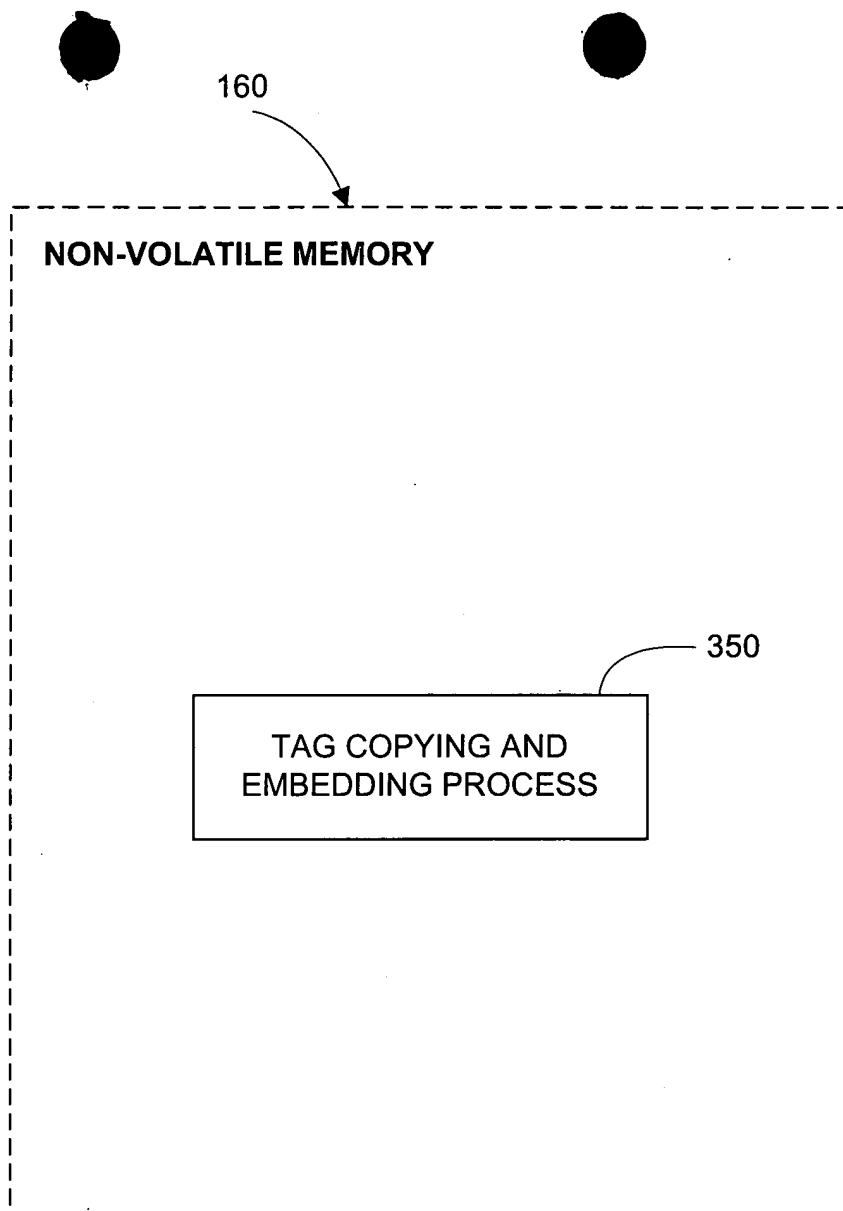 160
NON-VOLATILE MEMORY
350
TAG COPYING AND
EMBEDDING PROCESS